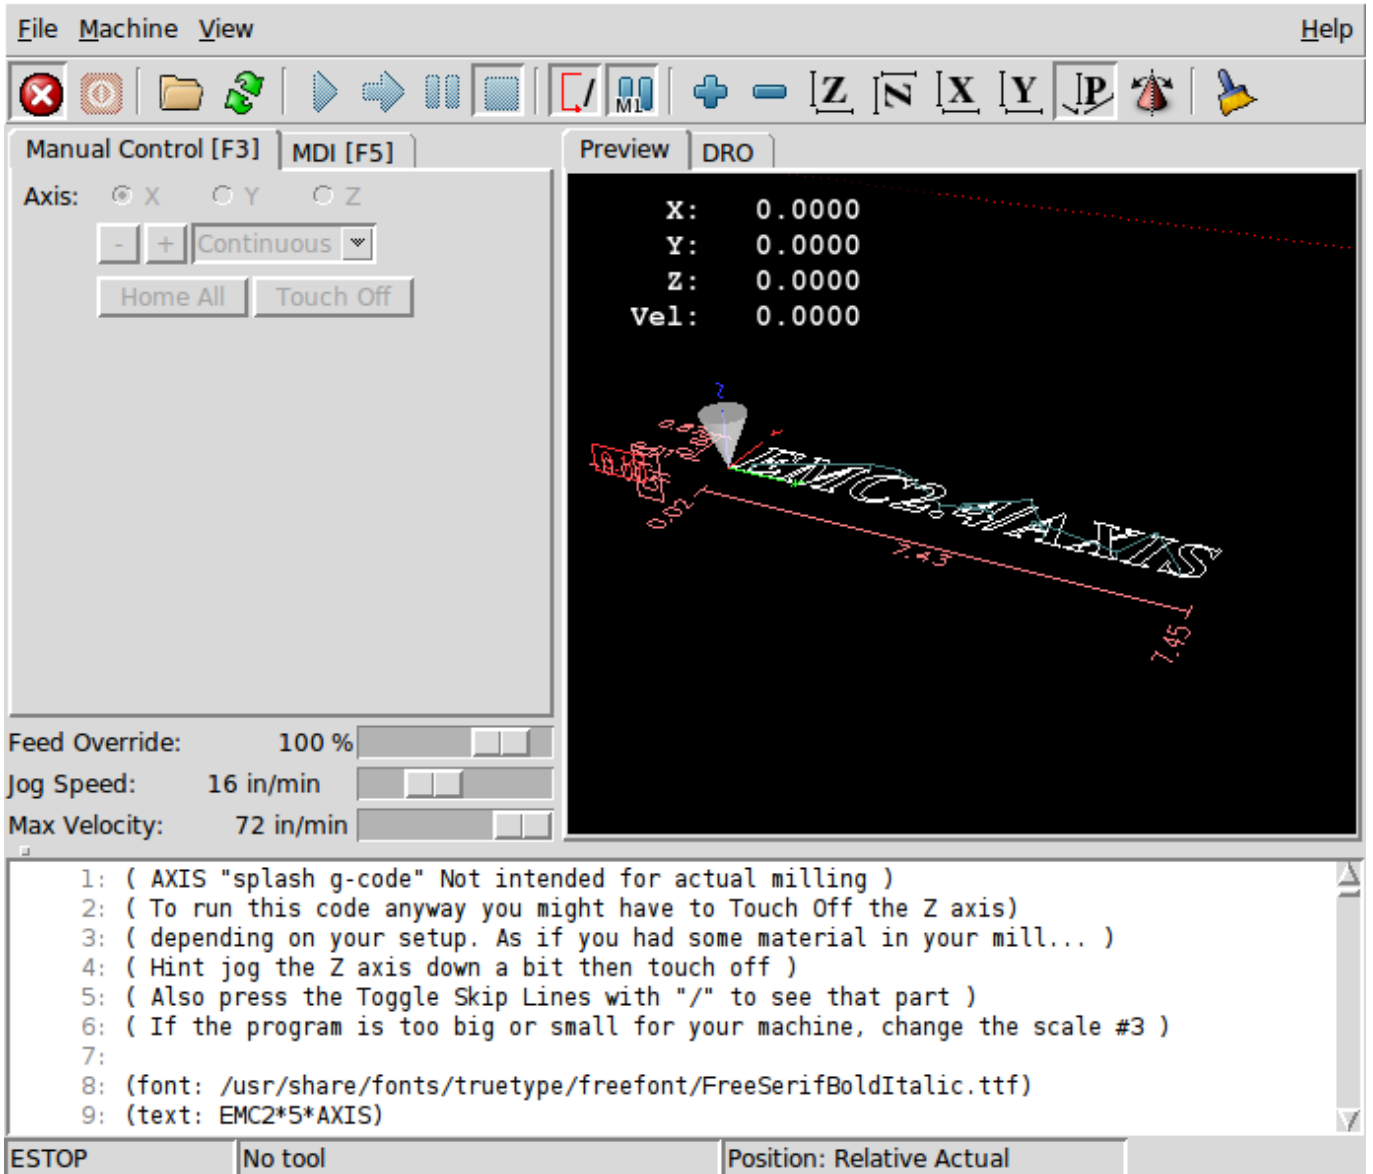 File Machine View Help
M1 Z N X Y P
Manual Control [F3] MDI [F5]
Axis: X Y Z
- + Continuous
Home All Touch Off
Preview DRO
X: 0.0000
Y: 0.0000
Z: 0.0000
Vel: 0.0000
Z
EMC2.4/AXIS
0.02
7.43
7.45
Feed Override: 100 %
Jog Speed: 16 in/min
Max Velocity: 72 in/min
1: ( AXIS "splash g-code" Not intended for actual milling )
2: ( To run this code anyway you might have to Touch Off the Z axis)
3: ( depending on your setup. As if you had some material in your mill... )
4: ( Hint jog the Z axis down a bit then touch off )
5: ( Also press the Toggle Skip Lines with "/" to see that part )
6: ( If the program is too big or small for your machine, change the scale #3 )
7:
8: (font: /usr/share/fonts/truetype/freefont/FreeSerifBoldItalic.ttf)
9: (text: EMC2*5*AXIS)
ESTOP No tool Position: Relative Actual